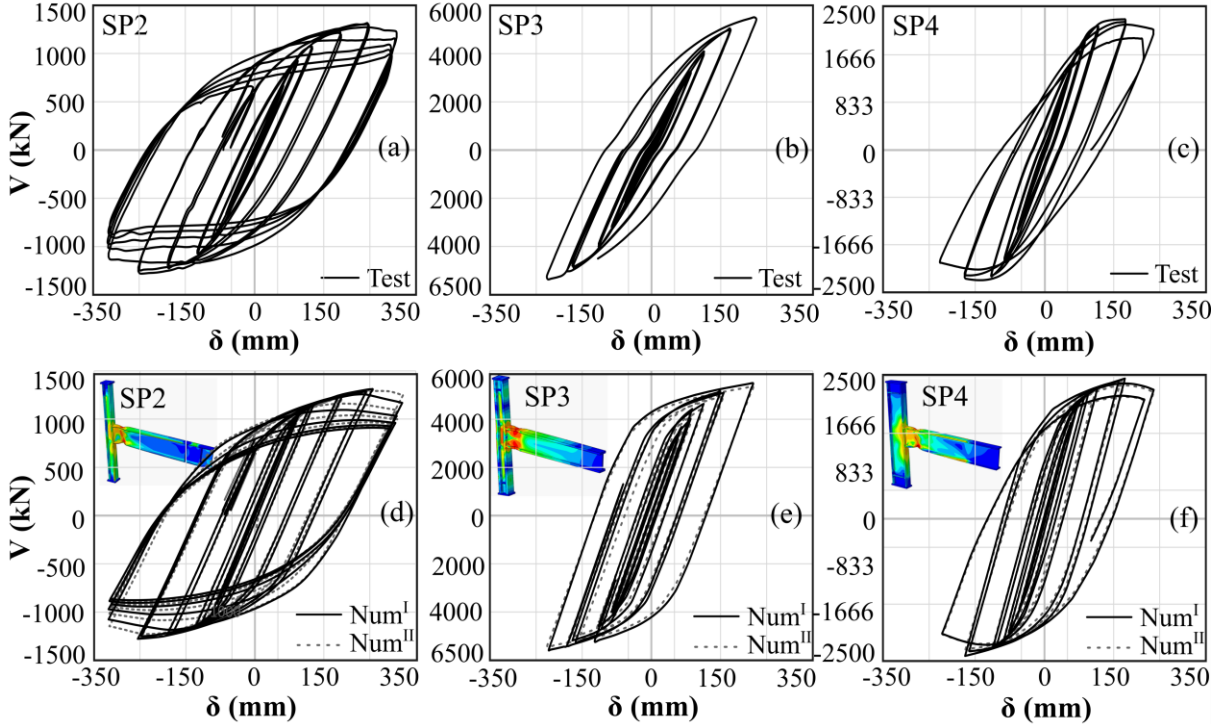 SP2
1500
1000
500
0
-500
-1000
-1500
V (kN)
(a)
Test
-350 -150 0 150 350
δ (mm)
SP3
6500
6000
4000
2000
0
2000
4000
6500
(b)
Test
-350 -150 0 150 350
δ (mm)
SP4
2500
1666
833
0
-833
-1666
-2500
(c)
Test
-350 -150 0 150 350
δ (mm)
SP2
1500
1000
500
0
-500
-1000
-1500
V (kN)
(d)
Num^I
Num^II
-350 -150 0 150 350
δ (mm)
SP3
6000
4000
2000
0
2000
4000
6500
(e)
Num^I
Num^II
-350 -150 0 150 350
δ (mm)
SP4
2500
1666
833
0
-833
-1666
-2500
(f)
Num^I
Num^II
-350 -150 0 150 350
δ (mm)